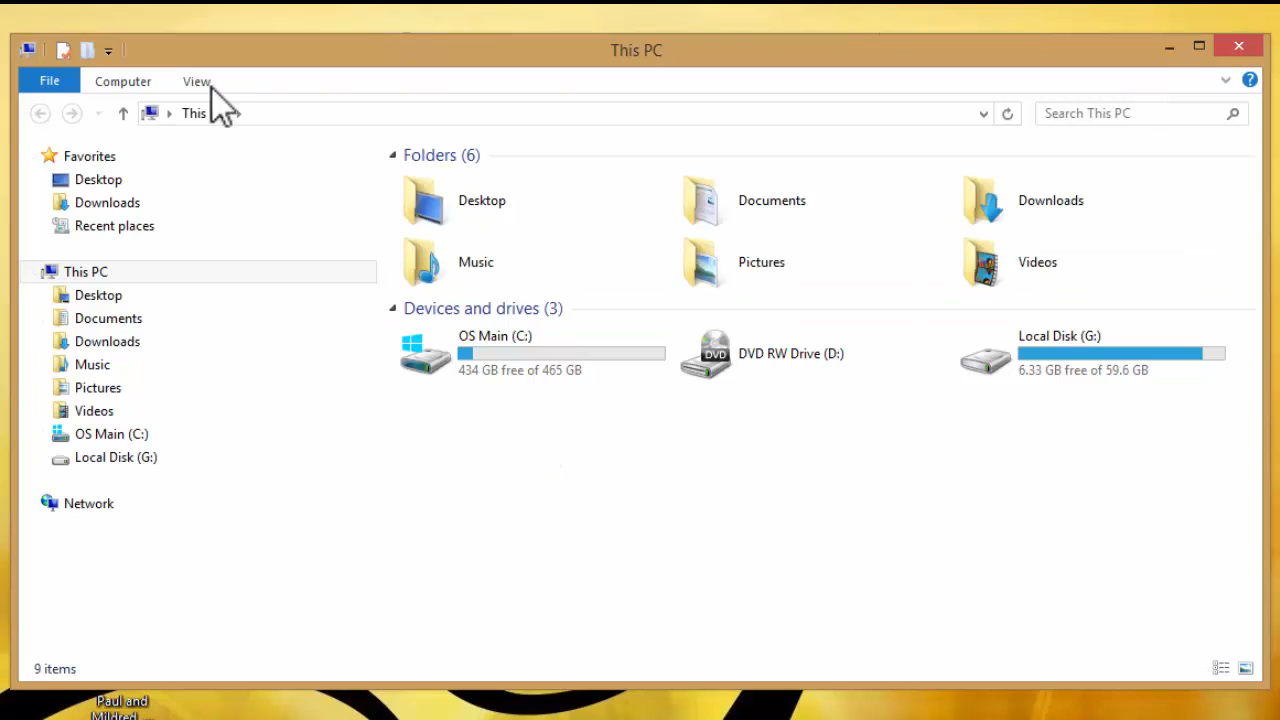 This PC
File Computer View
This
Search This PC
Favorites
Desktop
Downloads
Recent places
This PC
Desktop
Documents
Downloads
Music
Pictures
Videos
OS Main (C:)
Local Disk (G:)
Network
Folders (6)
Desktop
Documents
Downloads
Music
Pictures
Videos
Devices and drives (3)
OS Main (C:)
434 GB free of 465 GB
DVD
DVD RW Drive (D:)
Local Disk (G:)
6.33 GB free of 59.6 GB
9 items
Paul and
Mildred